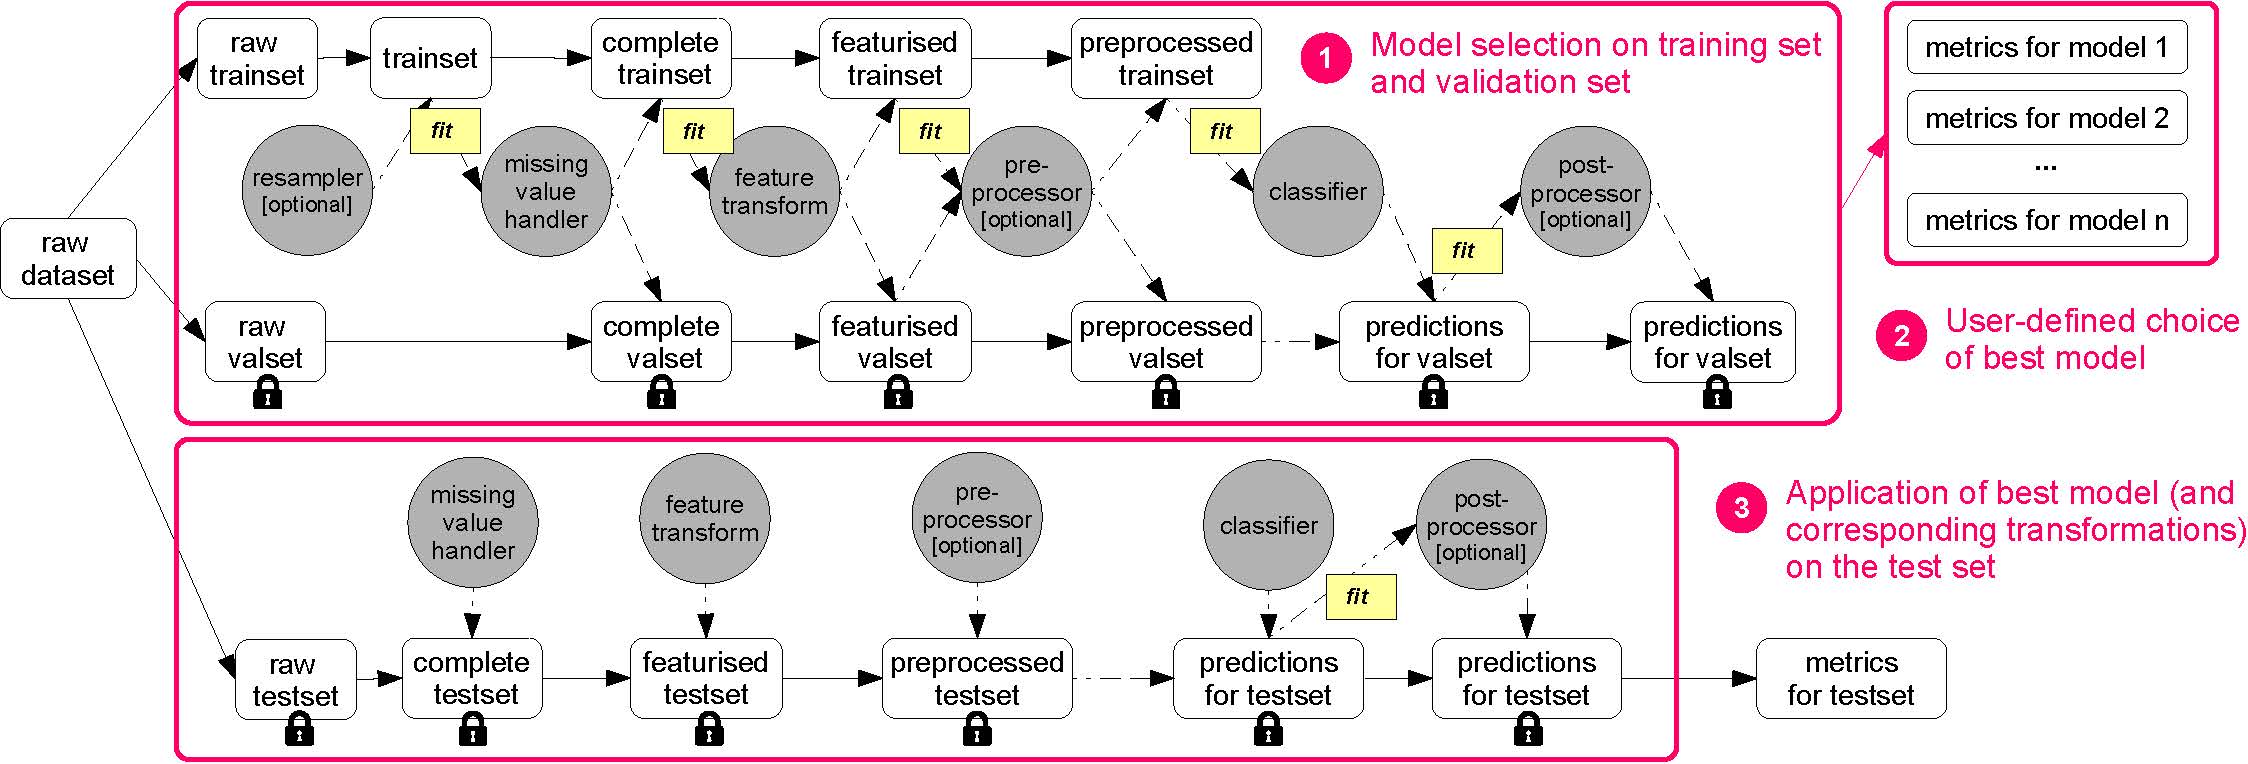 raw
trainset
trainset
complete
trainset
featurised
trainset
preprocessed
trainset
1
Model selection on training set
and validation set
metrics for model 1
metrics for model 2
...
metrics for model n
fit
fit
fit
fit
resampler
[optional]
missing
value
handler
feature
transform
pre-
processor
[optional]
classifier
post-
processor
[optional]
fit
raw
dataset
raw
valset
complete
valset
featurised
valset
preprocessed
valset
predictions
for valset
predictions
for valset
2
User-defined choice
of best model
missing
value
handler
feature
transform
pre-
processor
[optional]
classifier
post-
processor
[optional]
fit
3
Application of best model (and
corresponding transformations)
on the test set
raw
testset
complete
testset
featurised
testset
preprocessed
testset
predictions
for testset
predictions
for testset
metrics
for testset